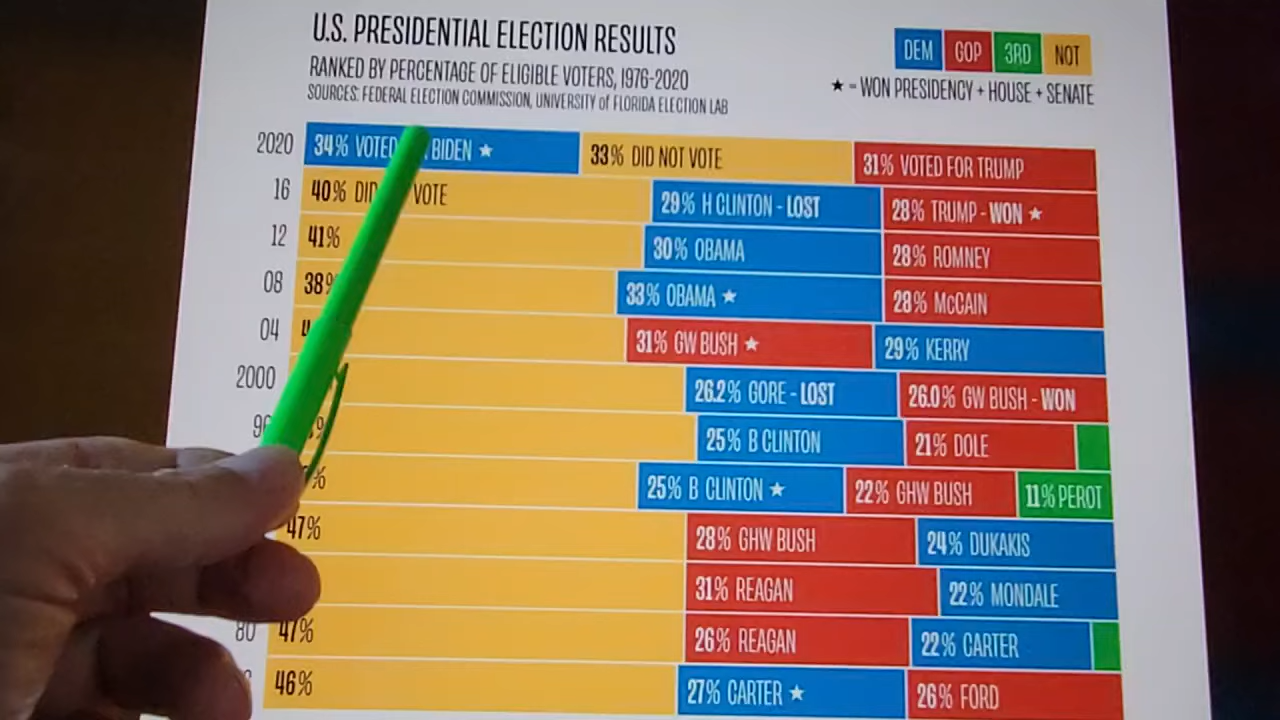 U.S. PRESIDENTIAL ELECTION RESULTS
RANKED BY PERCENTAGE OF ELIGIBLE VOTERS, 1976-2020
SOURCES: FEDERAL ELECTION COMMISSION, UNIVERSITY of FLORIDA ELECTION LAB
DEM GOP 3RD NOT
★ = WON PRESIDENCY + HOUSE + SENATE
2020 34% VOTED BIDEN ★ 33% DID NOT VOTE 31% VOTED FOR TRUMP
16 40% VOTE 29% H CLINTON - LOST 28% TRUMP - WON ★
12 41% 30% OBAMA 28% ROMNEY
08 38% 33% OBAMA ★ 28% McCAIN
04 31% GW BUSH ★ 29% KERRY
2000 26.2% GORE - LOST 26.0% GW BUSH - WON
25% B CLINTON 21% DOLE
25% B CLINTON ★ 22% GHW BUSH 11% PEROT
47% 28% GHW BUSH 24% DUKAKIS
31% REAGAN 22% MONDALE
80 47% 26% REAGAN 22% CARTER
46% 27% CARTER ★ 26% FORD